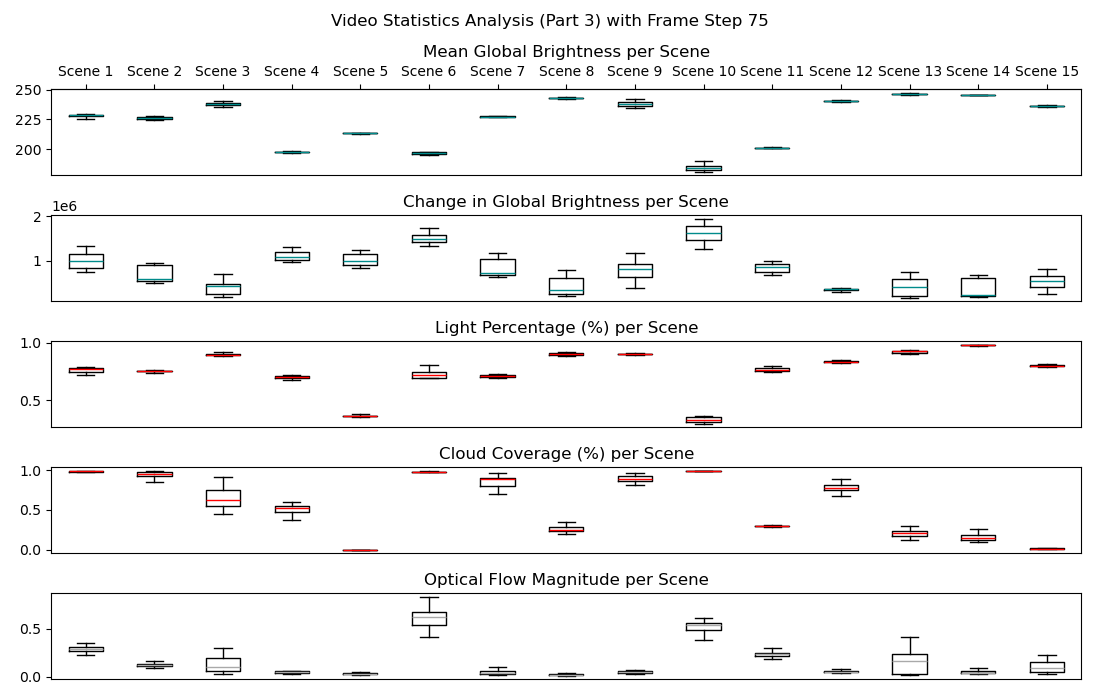 Video Statistics Analysis (Part 3) with Frame Step 75
Mean Global Brightness per Scene
Scene 1 Scene 2 Scene 3 Scene 4 Scene 5 Scene 6 Scene 7 Scene 8 Scene 9 Scene 10 Scene 11 Scene 12 Scene 13 Scene 14 Scene 15
250
225
200
Change in Global Brightness per Scene
1e6
2
1
Light Percentage (%) per Scene
1.0
0.5
Cloud Coverage (%) per Scene
1.0
0.5
0.0
Optical Flow Magnitude per Scene
0.5
0.0